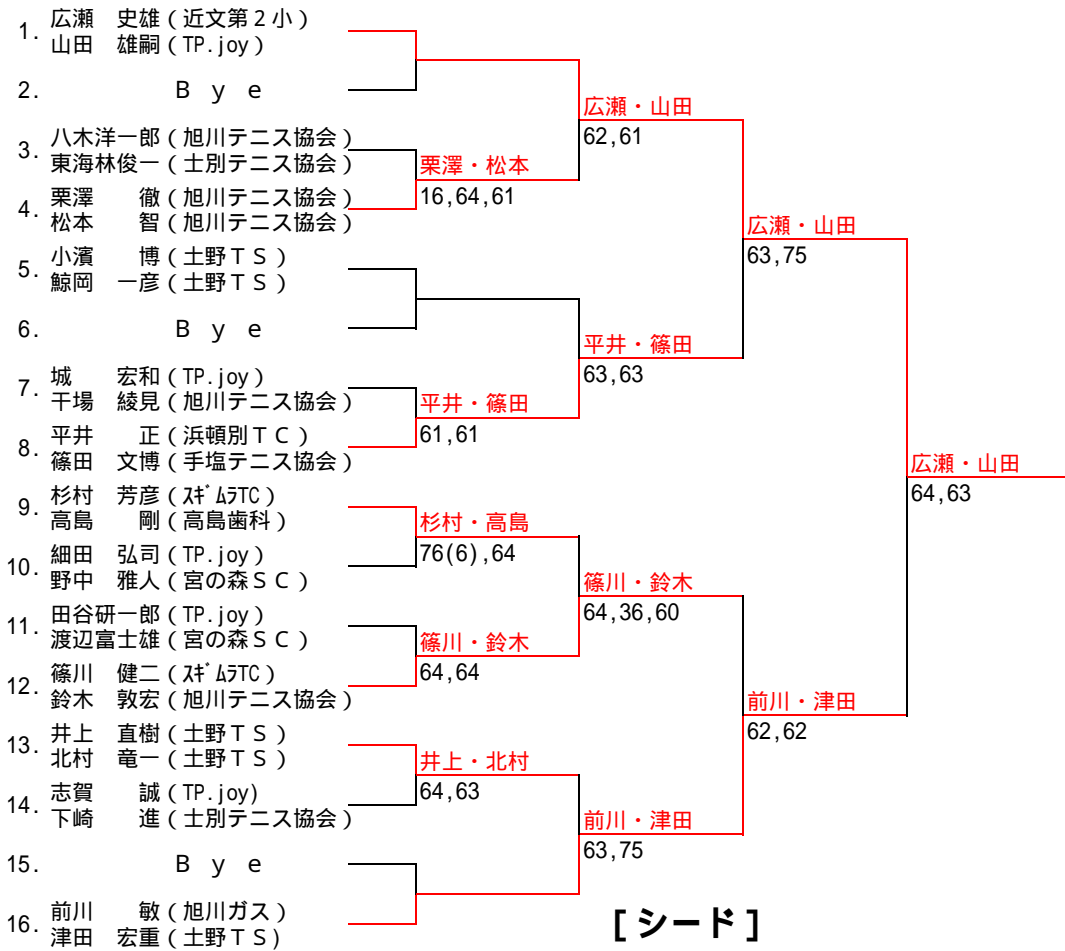 1. 広瀬　史雄(近文第2小)
山田　雄嗣(TP.joy)
2. Ｂｙｅ
3. 八木洋一郎(旭川テニス協会)
東海林俊一(士別テニス協会)
4. 栗澤　　徹(旭川テニス協会)
松本　　智(旭川テニス協会)
5. 小濱　　博(土野ＴＳ)
鯨岡　一彦(土野ＴＳ)
6. Ｂｙｅ
7. 城　　宏和(TP.joy)
干場　綾見(旭川テニス協会)
8. 平井　　正(浜頓別ＴＣ)
篠田　文博(手塩テニス協会)
9. 杉村　芳彦(ｽｷﾞﾑﾗTC)
高島　　剛(高島歯科)
10. 細田　弘司(TP.joy)
野中　雅人(宮の森ＳＣ)
11. 田谷研一郎(TP.joy)
渡辺富士雄(宮の森ＳＣ)
12. 篠川　健二(ｽｷﾞﾑﾗTC)
鈴木　敦宏(旭川テニス協会)
13. 井上　直樹(土野ＴＳ)
北村　竜一(土野ＴＳ)
14. 志賀　　誠(TP.joy)
下崎　　進(士別テニス協会)
15. Ｂｙｅ
16. 前川　　敏(旭川ガス)
津田　宏重(土野ＴＳ)
栗澤・松本
16,64,61
平井・篠田
61,61
杉村・高島
76(6),64
篠川・鈴木
64,64
井上・北村
64,63
広瀬・山田
62,61
平井・篠田
63,63
篠川・鈴木
64,36,60
前川・津田
63,75
広瀬・山田
63,75
前川・津田
62,62
広瀬・山田
64,63
[シード]